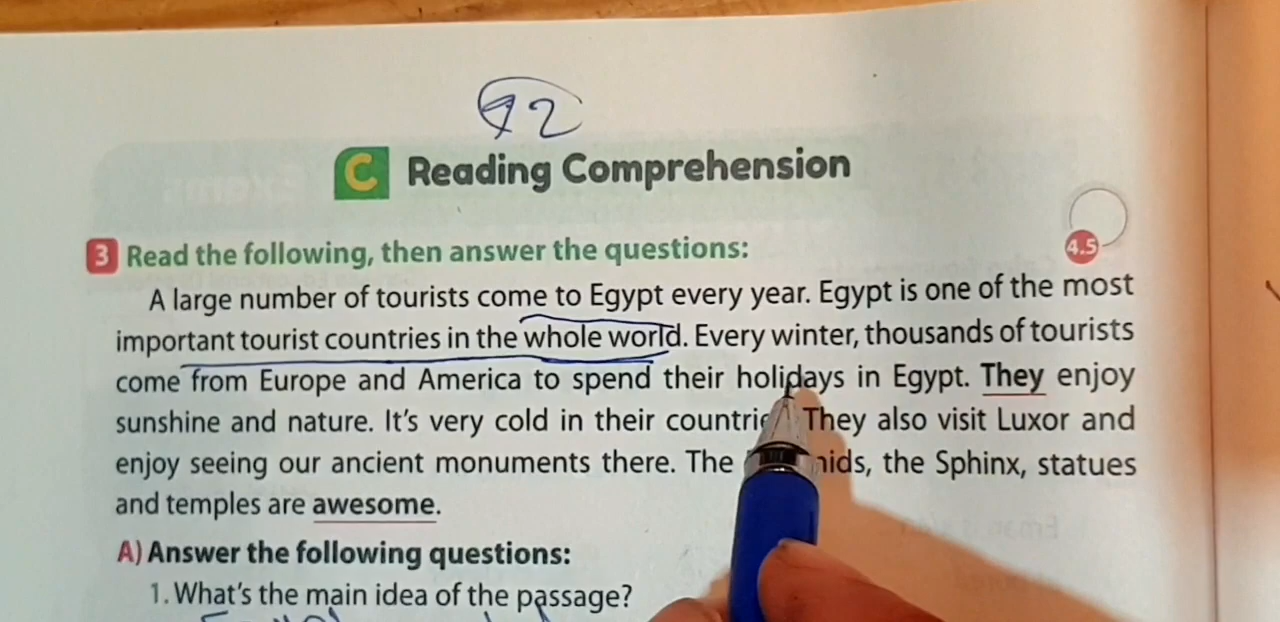 92
C Reading Comprehension
4.5
3 Read the following, then answer the questions:
A large number of tourists come to Egypt every year. Egypt is one of the most
important tourist countries in the whole world. Every winter, thousands of tourists
come from Europe and America to spend their holidays in Egypt. They enjoy
sunshine and nature. It's very cold in their They also visit Luxor and
enjoy seeing our ancient monuments there. The the Sphinx, statues
and temples are awesome.
A) Answer the following questions:
1. What's the main idea of the passage?